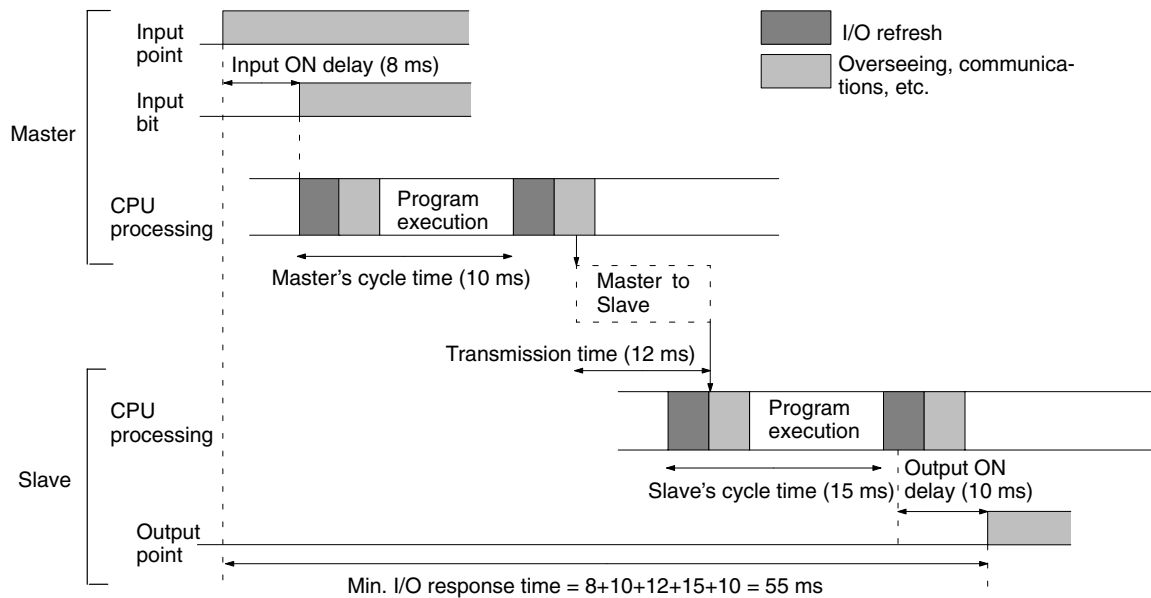 Input
point
I/O refresh
Input ON delay (8 ms)
Overseeing, communica-
tions, etc.
Input
bit
Master
CPU
processing
Program
execution
Master's cycle time (10 ms)
Master to
Slave
Transmission time (12 ms)
CPU
processing
Program
execution
Slave
Slave's cycle time (15 ms)
Output ON
delay (10 ms)
Output
point
Min. I/O response time = 8+10+12+15+10 = 55 ms